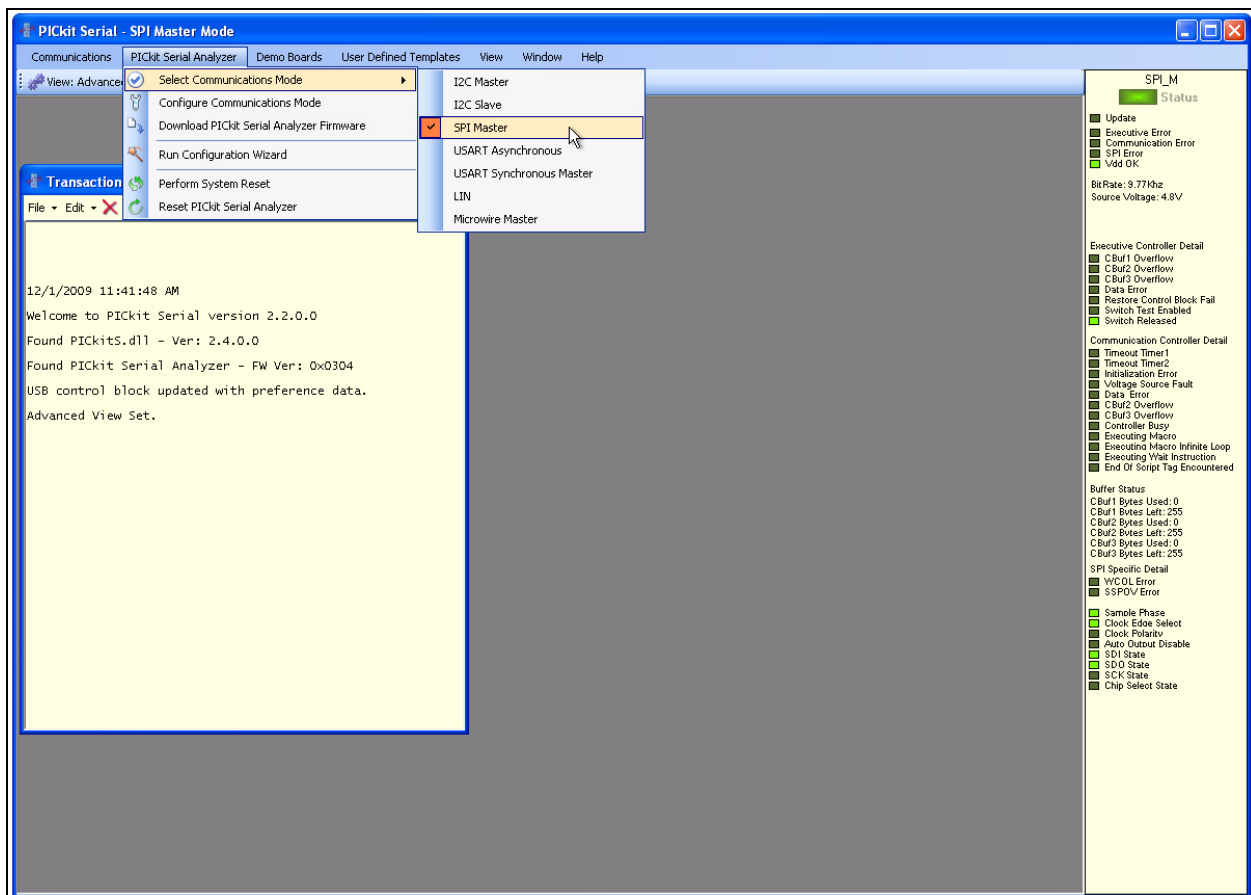 PICkit Serial - SPI Master Mode
Communications PICkit Serial Analyzer Demo Boards User Defined Templates View Window Help
View: Advance
Select Communications Mode
Configure Communications Mode
Download PICkit Serial Analyzer Firmware
Run Configuration Wizard
Perform System Reset
Reset PICkit Serial Analyzer
I2C Master
I2C Slave
SPI Master
USART Asynchronous
USART Synchronous Master
LIN
Microwire Master
Transaction
File Edit
12/1/2009 11:41:48 AM
Welcome to PICkit Serial version 2.2.0.0
Found PICkitS.dll - Ver: 2.4.0.0
Found PICkit Serial Analyzer - FW Ver: 0x0304
USB control block updated with preference data.
Advanced View Set.
SPI_M
Status
Update
Executive Error
Communication Error
SPI Error
Vdd OK
BitRate: 9.77Khz
Source Voltage: 4.8V
Executive Controller Detail
CBuf1 Overflow
CBuf2 Overflow
CBuf3 Overflow
Data Error
Restore Control Block Fail
Switch Test Enabled
Switch Released
Communication Controller Detail
Timeout Timer1
Timeout Timer2
Initialization Error
Voltage Source Fault
Data Error
CBuf2 Overflow
CBuf3 Overflow
Controller Busy
Executing Macro
Executing Macro Infinite Loop
Executing Wait Instruction
End Of Script Tag Encountered
Buffer Status
CBuf1 Bytes Used: 0
CBuf1 Bytes Left: 255
CBuf2 Bytes Used: 0
CBuf2 Bytes Left: 255
CBuf3 Bytes Used: 0
CBuf3 Bytes Left: 255
SPI Specific Detail
WCOL Error
SSPOV Error
Sample Phase
Clock Edge Select
Clock Polarity
Auto Output Disable
SDI State
SDO State
SCK State
Chip Select State